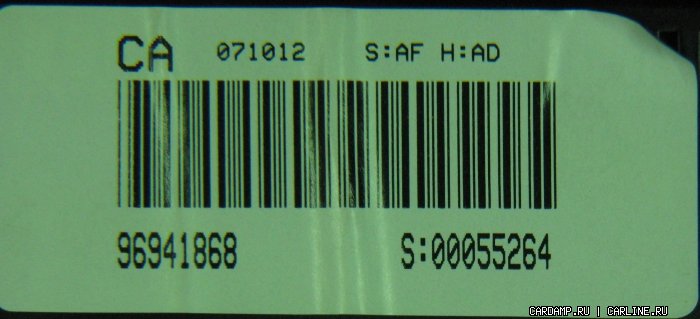 CA 071012 S:AF H:AD
96941868 S:00055264
CARDAMP.RU | CARLINE.RU